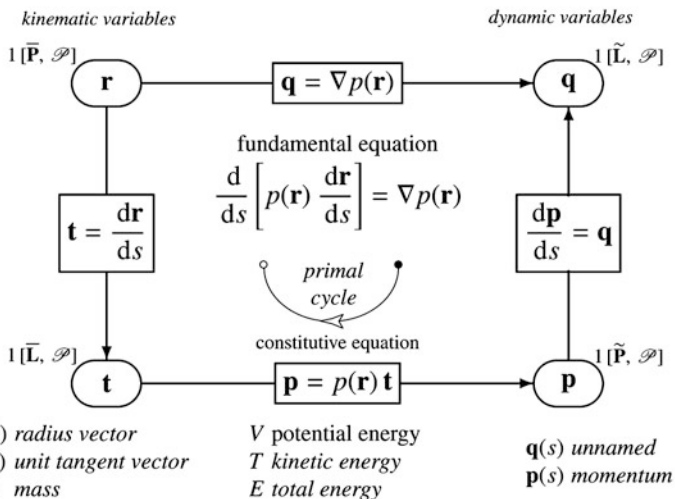 kinematic variables
dynamic variables
1[P̅, 𝒫]
1[L̃, 𝒫]
r
q = ∇p(r)
q
fundamental equation
d/ds [p(r) dr/ds] = ∇p(r)
t = dr/ds
dp/ds = q
primal
cycle
1[L̅, 𝒫]
constitutive equation
1[P̃, 𝒫]
t
p = p(r) t
p
) radius vector
V potential energy
q(s) unnamed
) unit tangent vector
T kinetic energy
p(s) momentum
mass
E total energy